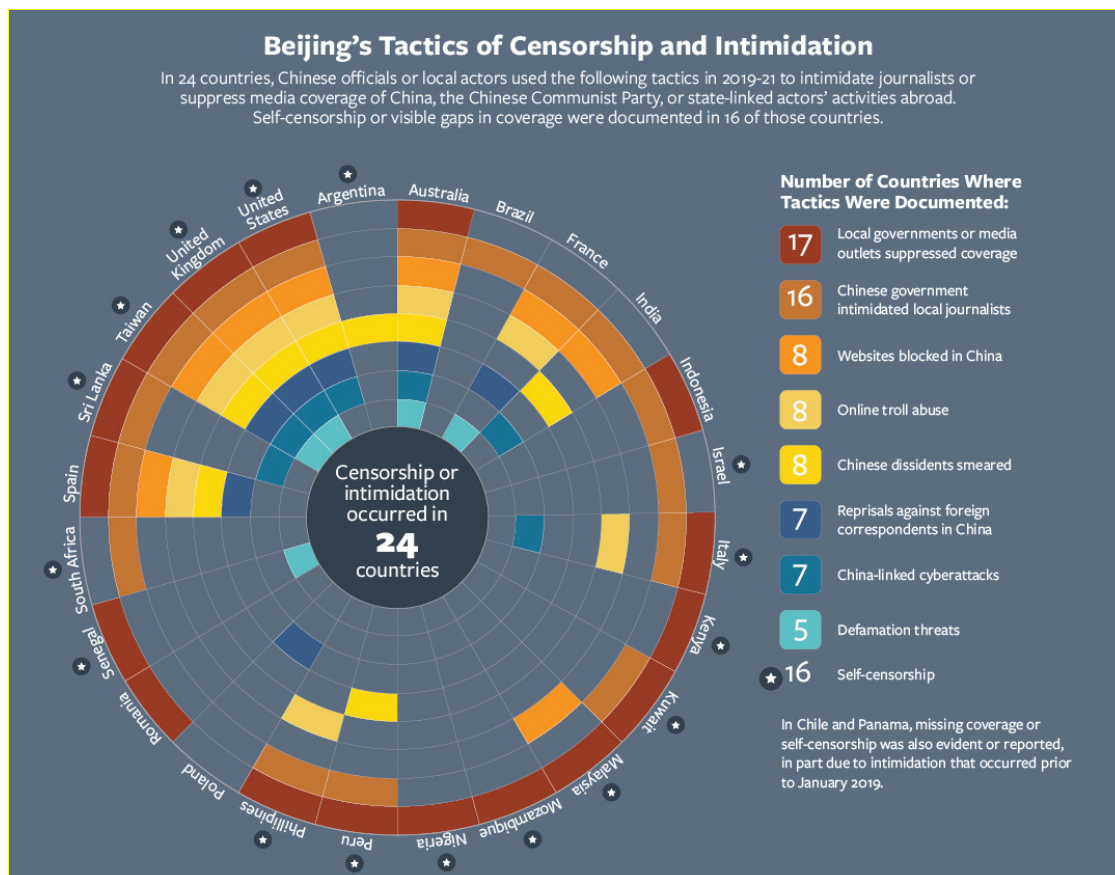 Beijing's Tactics of Censorship and Intimidation
In 24 countries, Chinese officials or local actors used the following tactics in 2019-21 to intimidate journalists or
suppress media coverage of China, the Chinese Communist Party, or state-linked actors' activities abroad.
Self-censorship or visible gaps in coverage were documented in 16 of those countries.
Argentina
Australia
Brazil
France
India
Indonesia
Israel
Italy
Kenya
Kuwait
Malaysia
Mozambique
Nigeria
Peru
Phillipines
Poland
Romania
Senegal
South Africa
Spain
Sri Lanka
Taiwan
United
Kingdom
United
States
Censorship or
intimidation
occurred in
24
countries
Number of Countries Where
Tactics Were Documented:
17 Local governments or media
outlets suppressed coverage
16 Chinese government
intimidated local journalists
8 Websites blocked in China
8 Online troll abuse
8 Chinese dissidents smeared
7 Reprisals against foreign
correspondents in China
7 China-linked cyberattacks
5 Defamation threats
16 Self-censorship
In Chile and Panama, missing coverage or
self-censorship was also evident or reported,
in part due to intimidation that occurred prior
to January 2019.